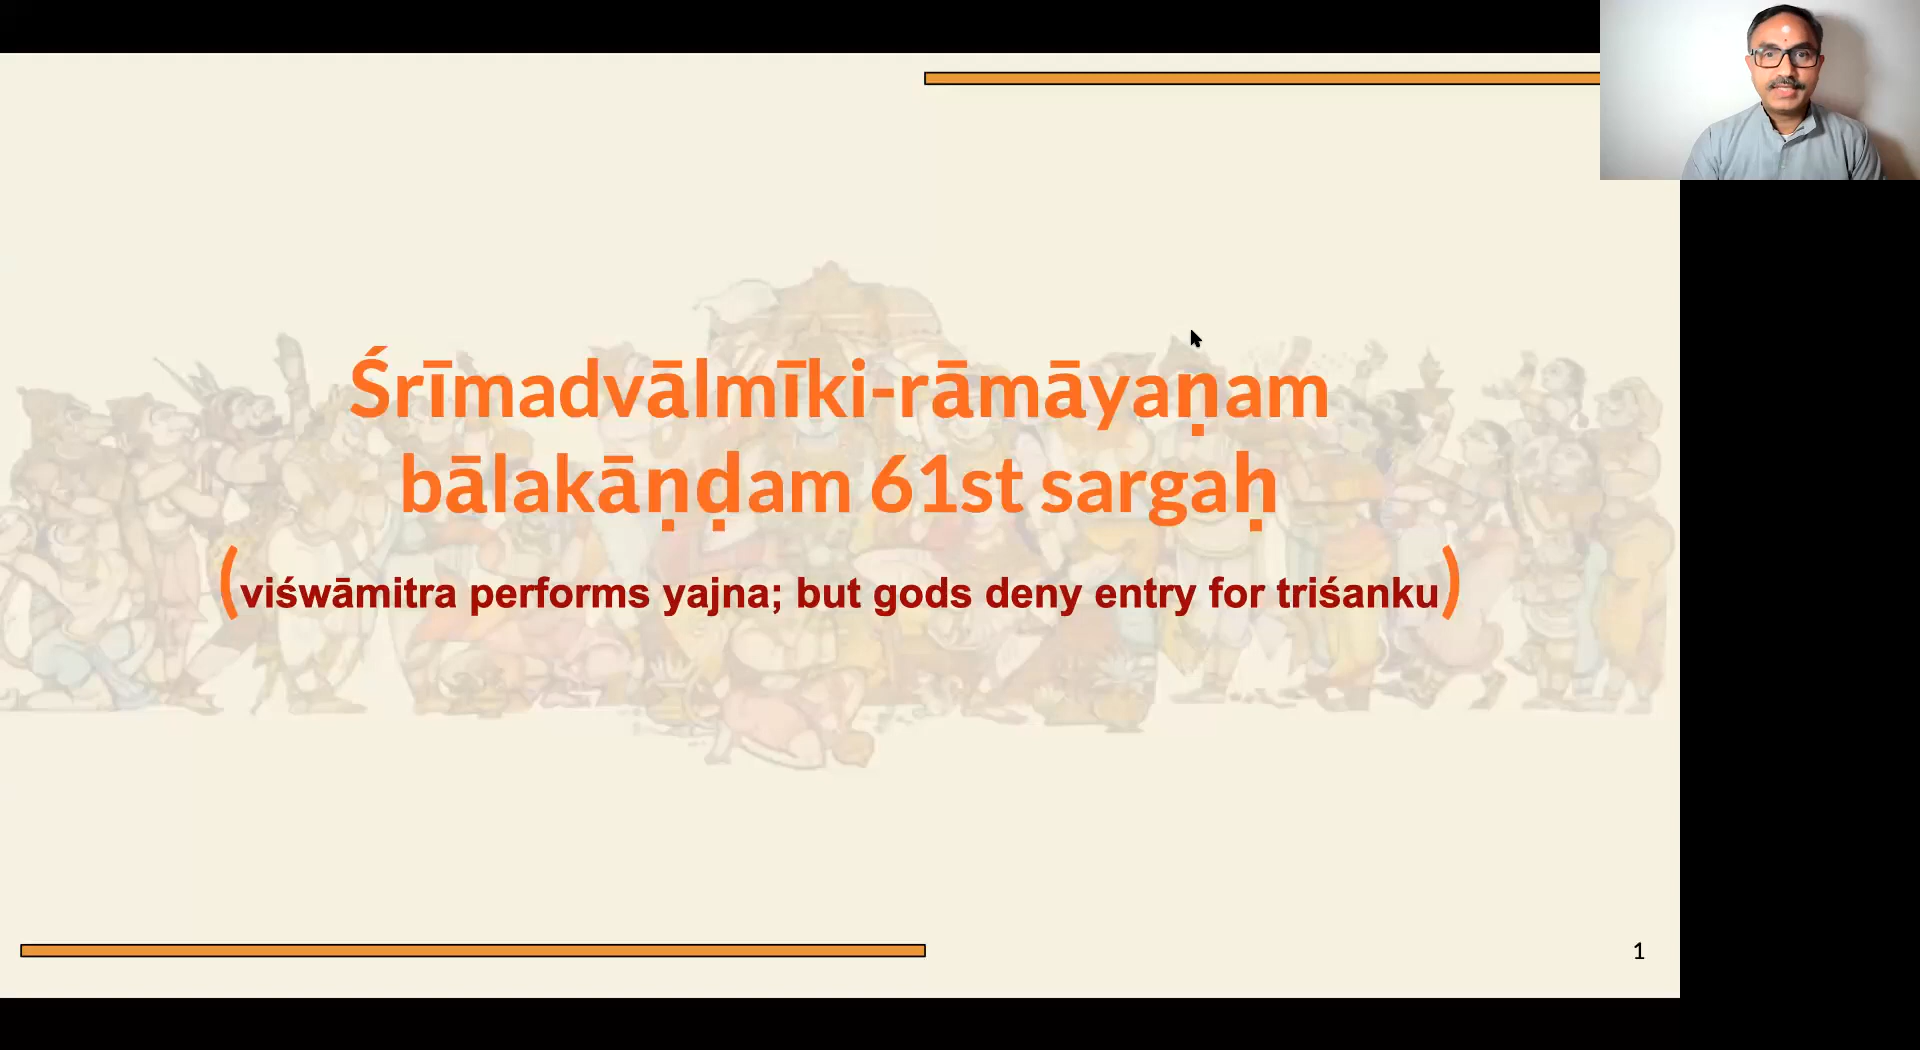 Śrīmadvālmīki-rāmāyaṇam
bālakāṇḍam 61st sargaḥ
(viśwāmitra performs yajna; but gods deny entry for triśanku)
1